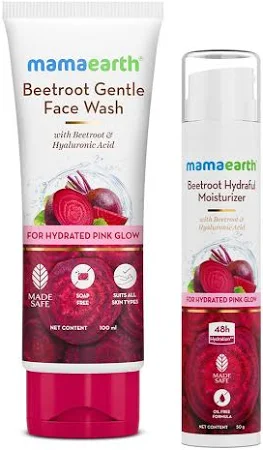 mamaearth®
Beetroot Gentle
Face Wash
with Beetroot &
Hyaluronic Acid
FOR HYDRATED PINK GLOW
MADE
SAFE
SOAP
FREE
SUITS ALL
SKIN TYPES
NET CONTENT
100 ml
mamaearth®
Beetroot Hydraful
Moisturizer
with Beetroot &
Hyaluronic Acid
FOR HYDRATED PINK GLOW
48h
Hydration
MADE
SAFE
OIL FREE
FORMULA
NET CONTENT
50 g